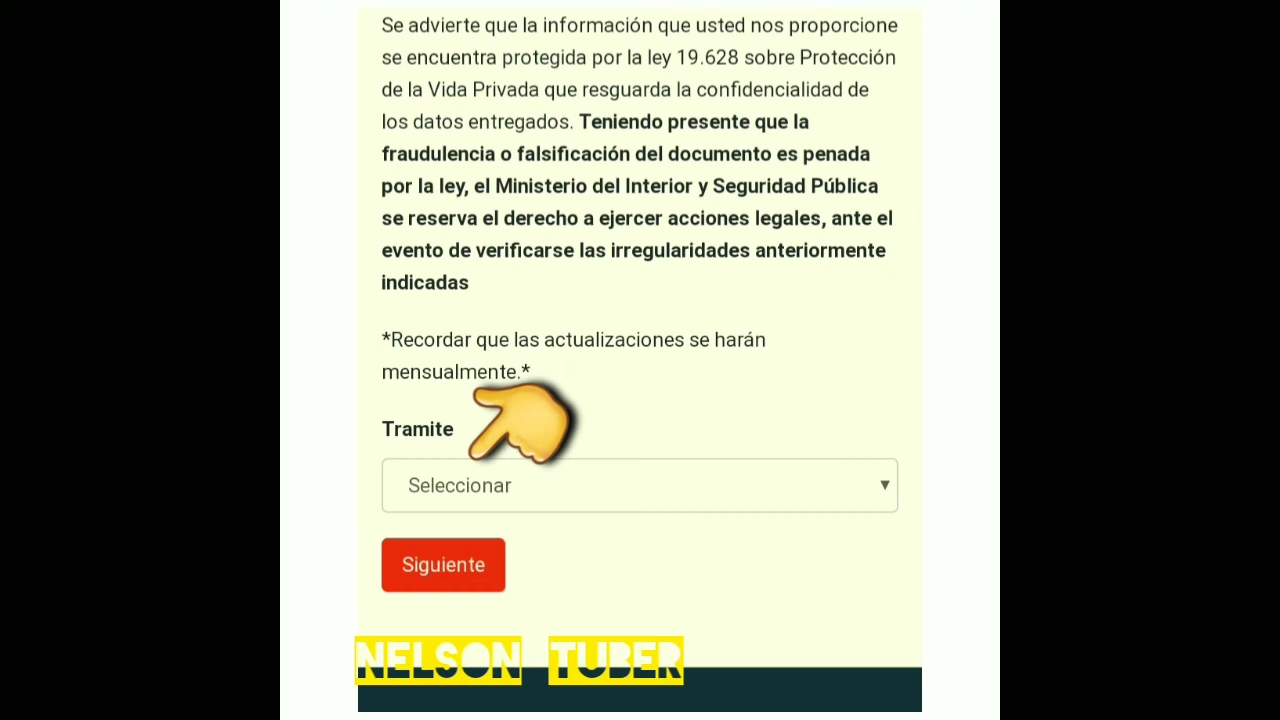 Se advierte que la información que usted nos proporcione
se encuentra protegida por la ley 19.628 sobre Protección
de la Vida Privada que resguarda la confidencialidad de
los datos entregados. Teniendo presente que la
fraudulencia o falsificación del documento es penada
por la ley, el Ministerio del Interior y Seguridad Pública
se reserva el derecho a ejercer acciones legales, ante el
evento de verificarse las irregularidades anteriormente
indicadas
*Recordar que las actualizaciones se harán
mensualmente.*
Tramite
Seleccionar
Siguiente
NELSON TUBER